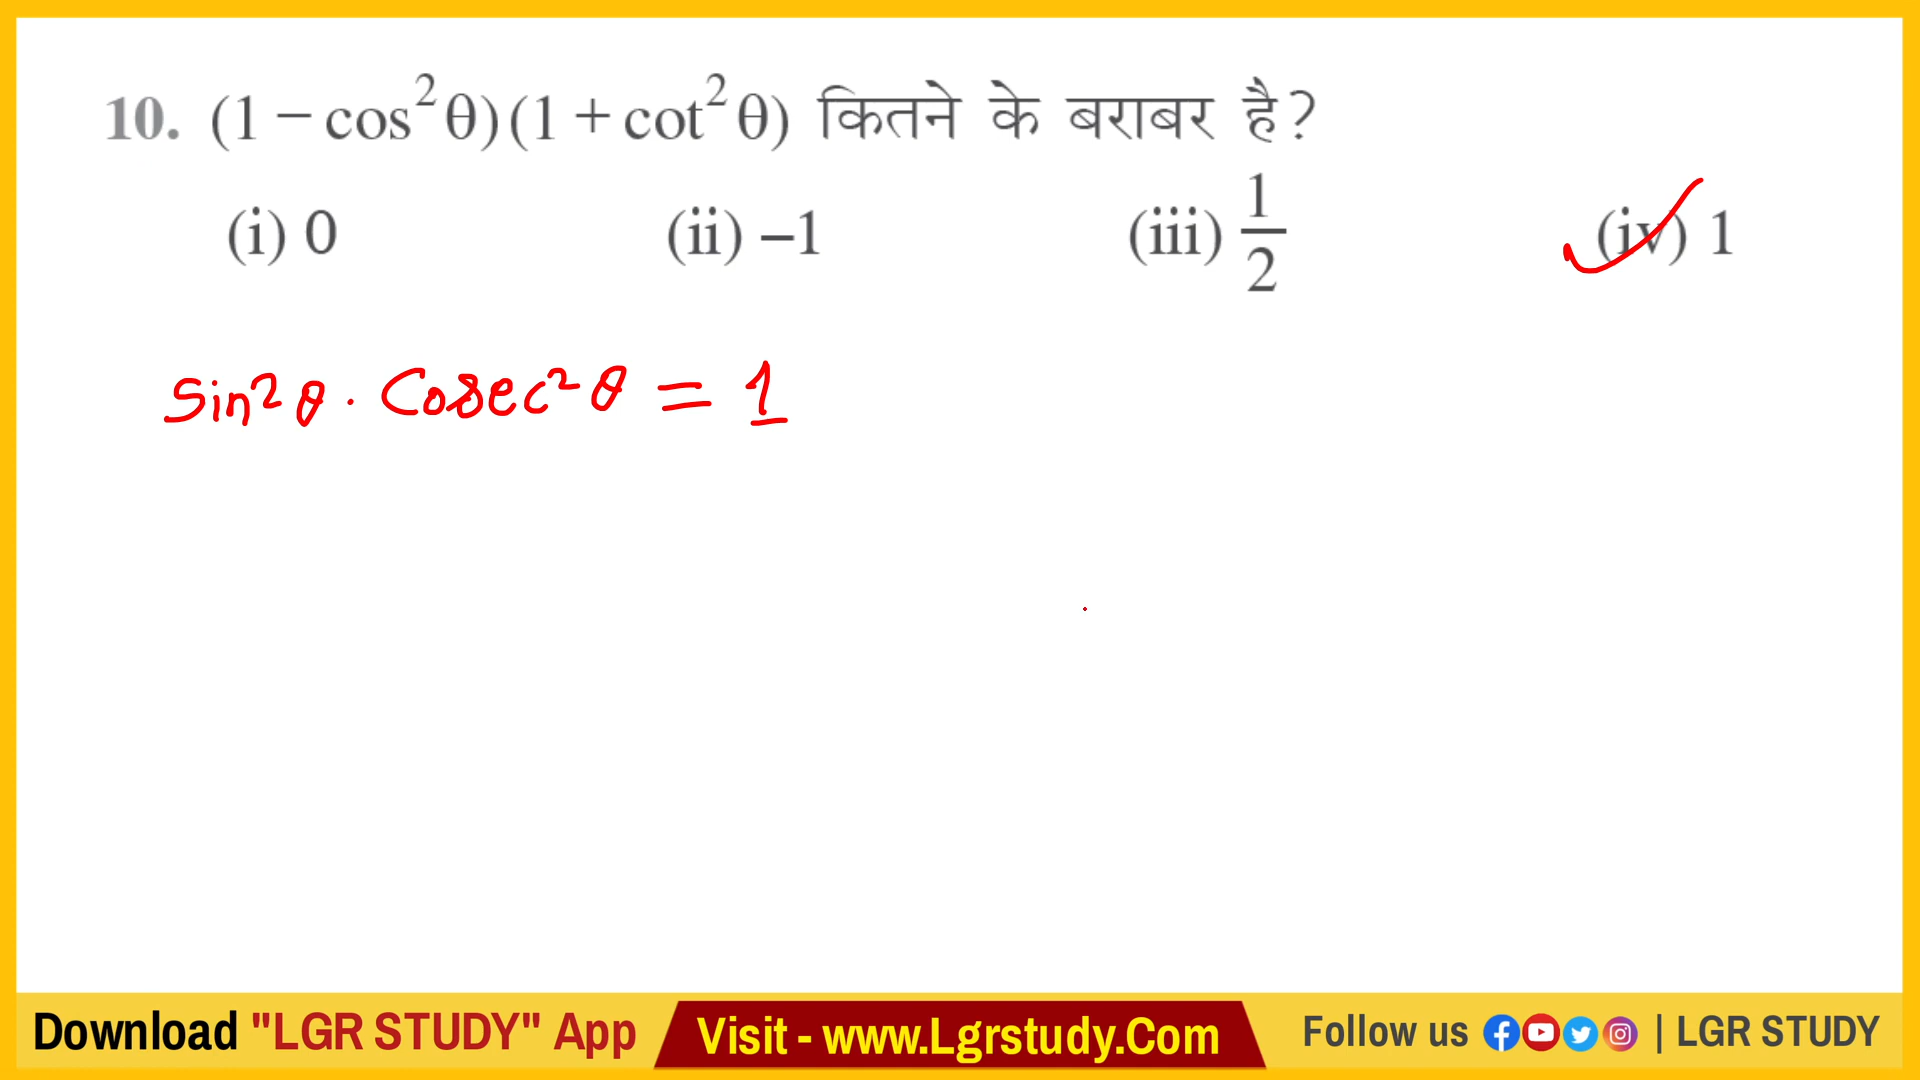 10. (1 − cos²θ)(1 + cot²θ) कितने के बराबर है?
(i) 0 (ii) –1 (iii) 1/2 (iv) 1
Sin²θ · Cosec²θ = 1
Download "LGR STUDY" App Visit - www.Lgrstudy.Com Follow us | LGR STUDY